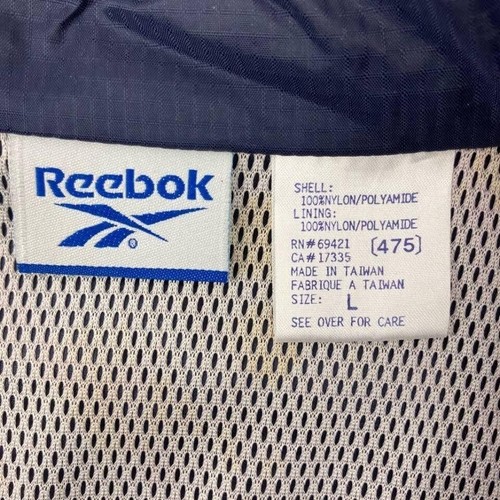 Reebok
®
SHELL:
100%NYLON/POLYAMIDE
LINING:
100%NYLON/POLYAMIDE
RN#69421 [475]
CA#17335
MADE IN TAIWAN
FABRIQUE A TAIWAN
SIZE: L
SEE OVER FOR CARE